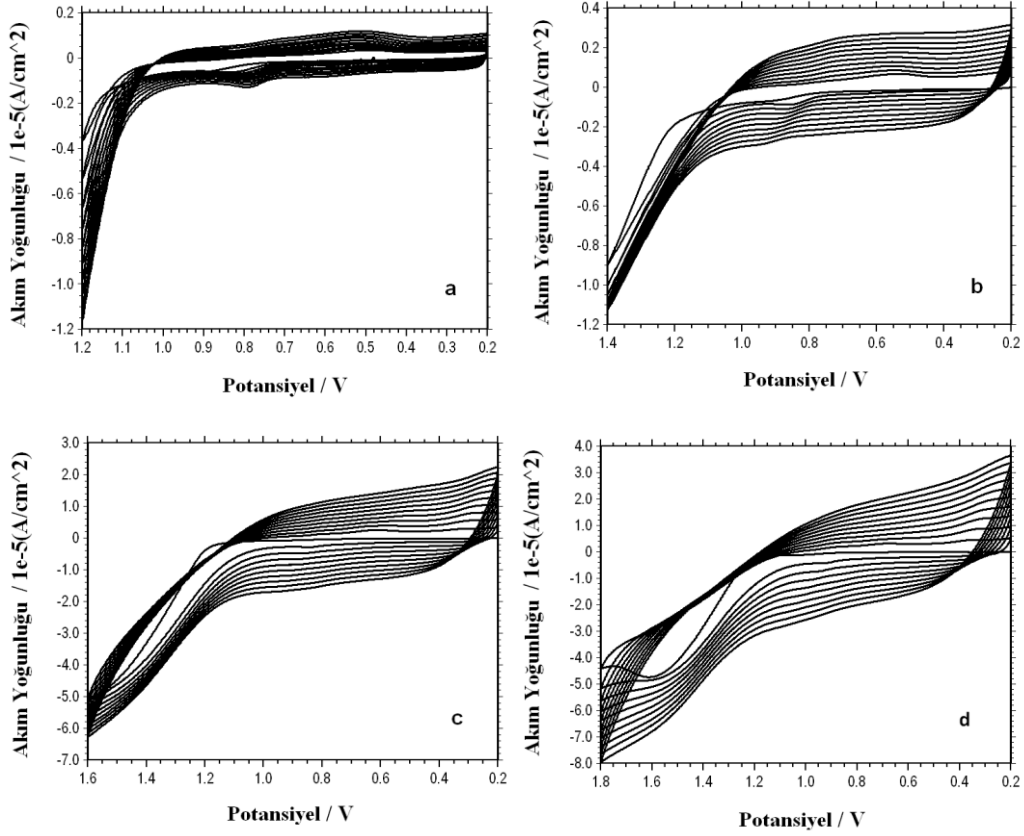 Akım Yoğunluğu / 1e-5(A/cm^2)
0.2
0
-0.2
-0.4
-0.6
-0.8
-1.0
-1.2
1.2 1.1 1.0 0.9 0.8 0.7 0.6 0.5 0.4 0.3 0.2
a
Potansiyel / V
Akım Yoğunluğu / 1e-5(A/cm^2)
0.4
0.2
0
-0.2
-0.4
-0.6
-0.8
-1.0
-1.2
1.4 1.2 1.0 0.8 0.6 0.4 0.2
b
Potansiyel / V
Akım Yoğunluğu / 1e-5(A/cm^2)
3.0
2.0
1.0
0
-1.0
-2.0
-3.0
-4.0
-5.0
-6.0
-7.0
1.6 1.4 1.2 1.0 0.8 0.6 0.4 0.2
c
Potansiyel / V
Akım Yoğunluğu / 1e-5(A/cm^2)
4.0
3.0
2.0
1.0
0
-1.0
-2.0
-3.0
-4.0
-5.0
-6.0
-7.0
-8.0
1.8 1.6 1.4 1.2 1.0 0.8 0.6 0.4 0.2
d
Potansiyel / V